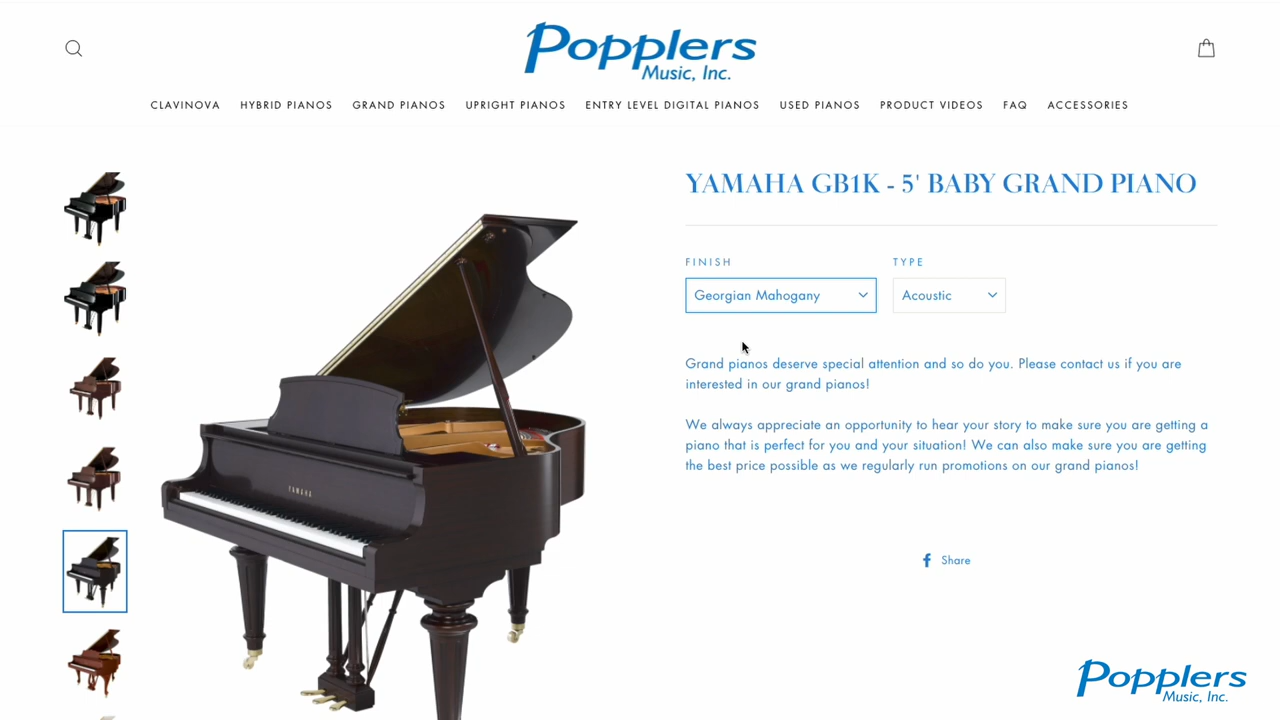 Popplers
Music, Inc.
CLAVINOVA HYBRID PIANOS GRAND PIANOS UPRIGHT PIANOS ENTRY LEVEL DIGITAL PIANOS USED PIANOS PRODUCT VIDEOS FAQ ACCESSORIES
YAMAHA GB1K - 5' BABY GRAND PIANO
FINISH TYPE
Georgian Mahogany Acoustic
Grand pianos deserve special attention and so do you. Please contact us if you are
interested in our grand pianos!
We always appreciate an opportunity to hear your story to make sure you are getting a
piano that is perfect for you and your situation! We can also make sure you are getting
the best price possible as we regularly run promotions on our grand pianos!
YAMAHA
Share
Popplers
Music, Inc.